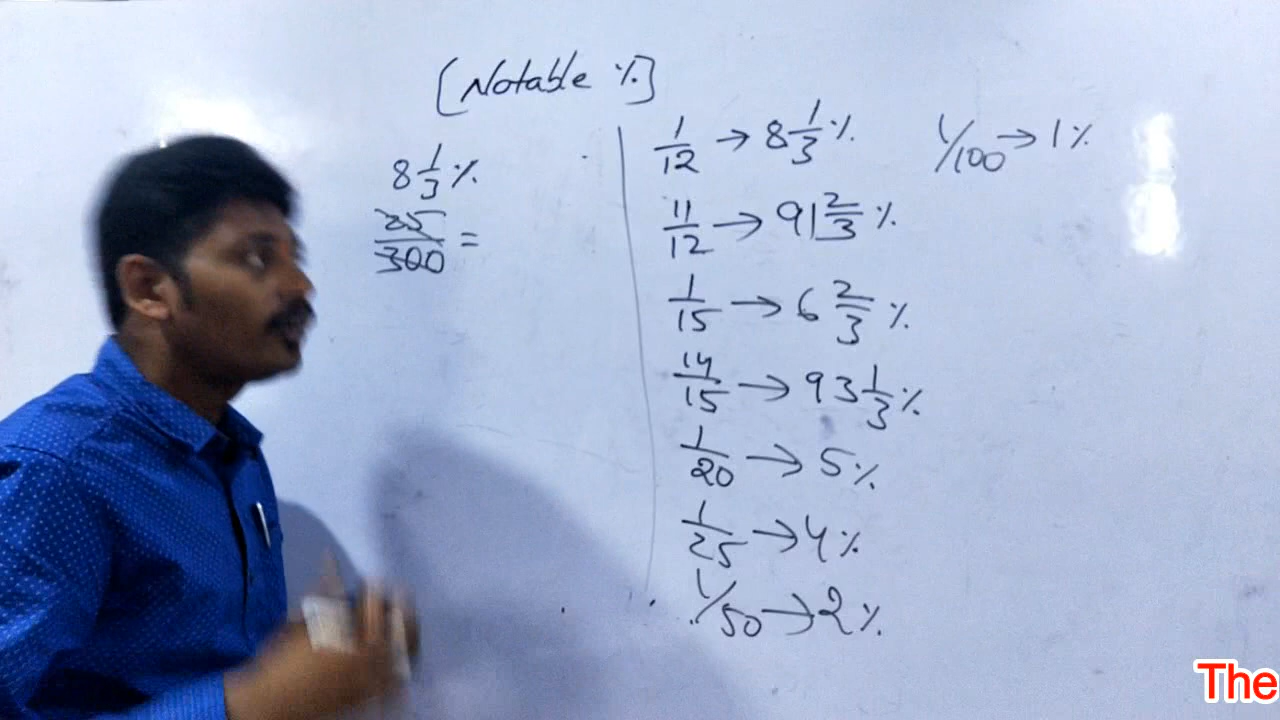 [Notable %]
8 1/3 %
25/300 =
1/12 → 8 1/3 %
11/12 → 91 2/3 %
1/15 → 6 2/3 %
14/15 → 93 1/3 %
1/20 → 5 %
1/25 → 4 %
1/50 → 2 %
1/100 → 1 %
The